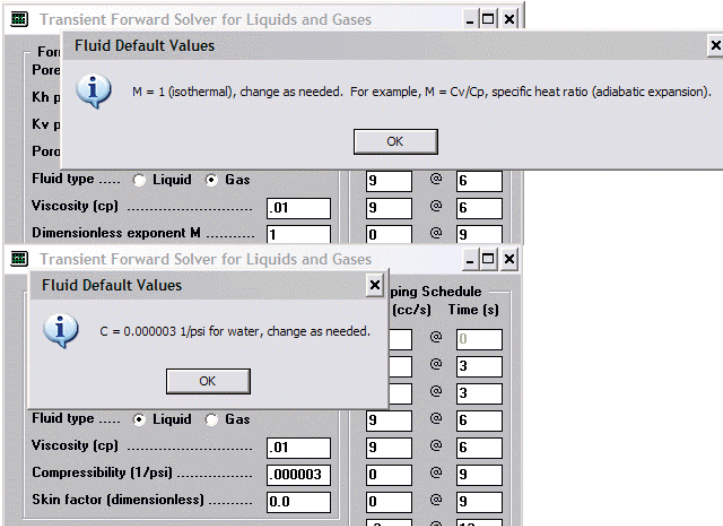 Transient Forward Solver for Liquids and Gases
Fluid Default Values
Pore
Kh p
M = 1 (isothermal), change as needed. For example, M = Cv/Cp, specific heat ratio (adiabatic expansion).
Kv p
OK
Poro
Fluid type ..... Liquid Gas 9 @ 6
Viscosity (cp) ........................ .01 9 @ 6
Dimensionless exponent M ........... 1 0 @ 9
Transient Forward Solver for Liquids and Gases
Fluid Default Values
ping Schedule
(cc/s) Time (s)
C = 0.000003 1/psi for water, change as needed.
@ 0
@ 3
OK
@ 3
Fluid type ..... Liquid Gas 9 @ 6
Viscosity (cp) ........................ .01 9 @ 6
Compressibility (1/psi) ................. .000003 0 @ 9
Skin factor (dimensionless) .......... 0.0 0 @ 9